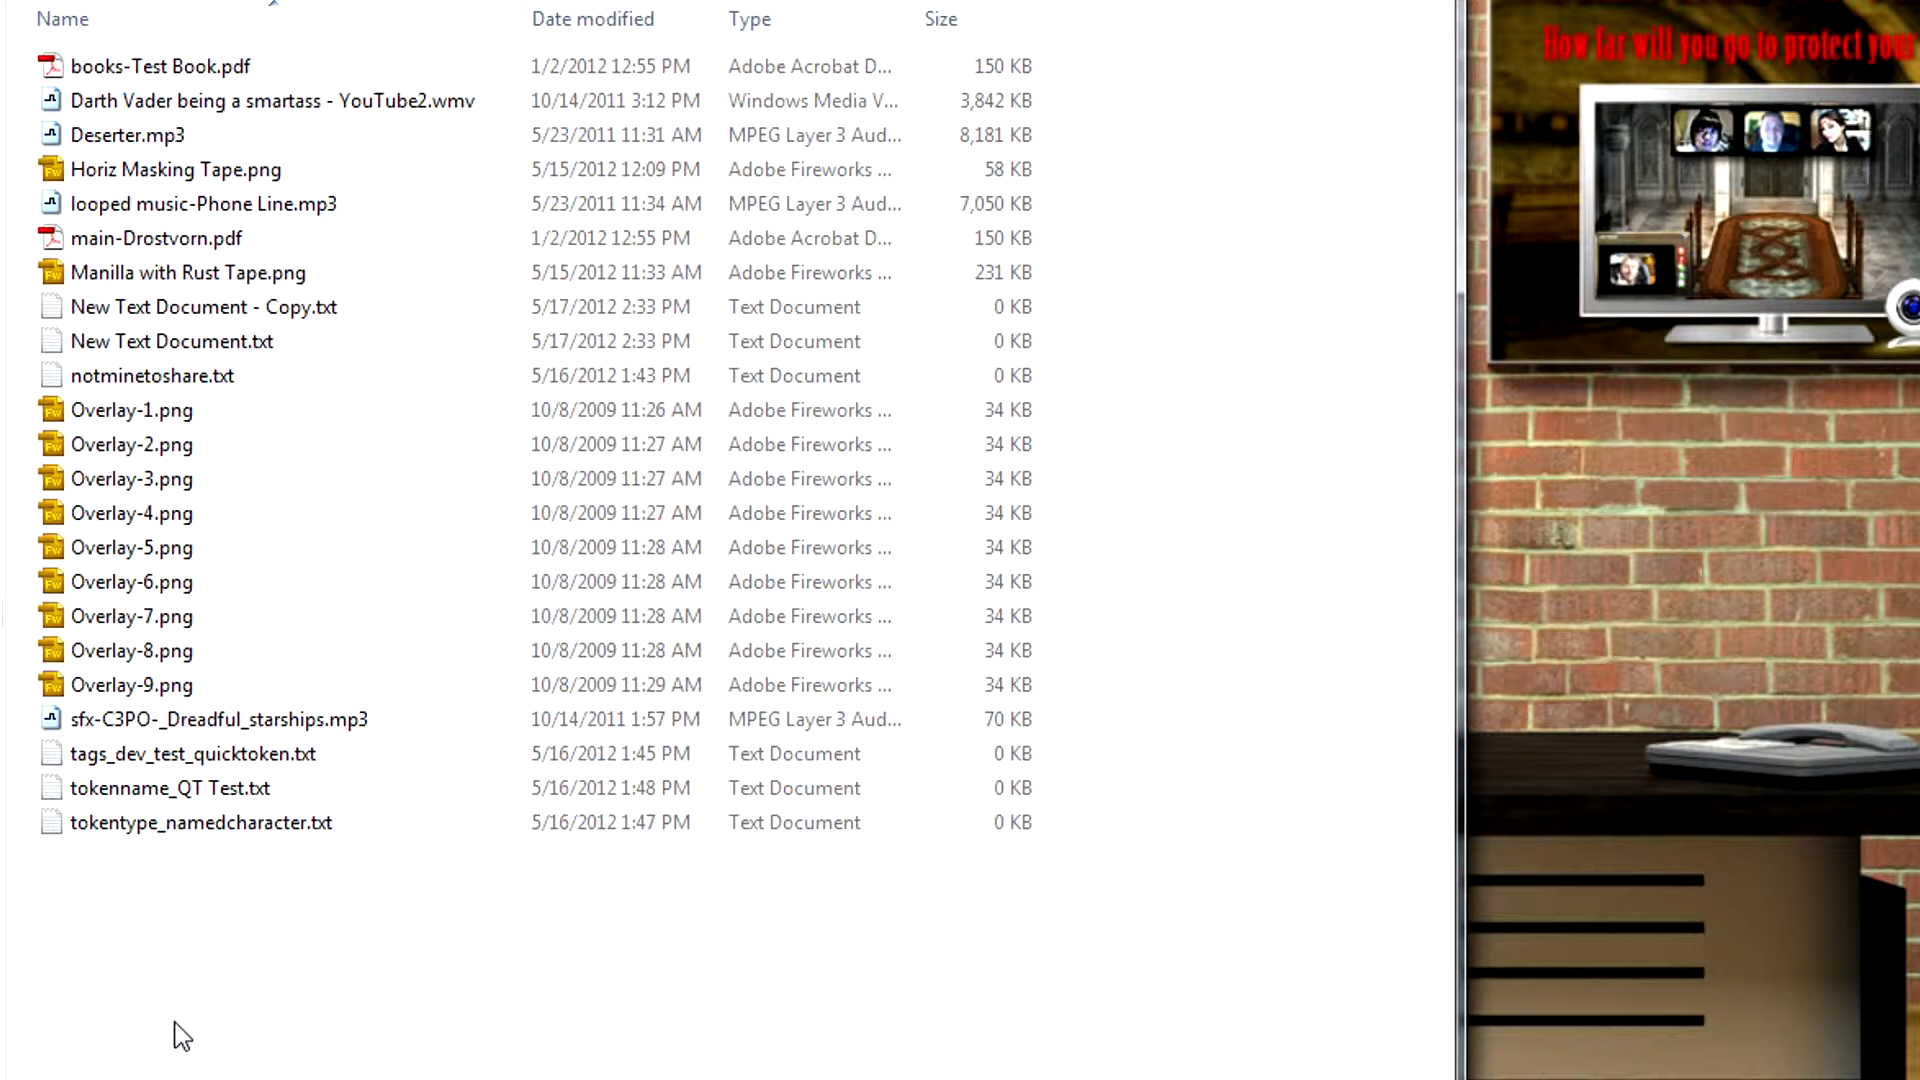 Name Date modified Type Size
books-Test Book.pdf 1/2/2012 12:55 PM Adobe Acrobat D... 150 KB
Darth Vader being a smartass - YouTube2.wmv 10/14/2011 3:12 PM Windows Media V... 3,842 KB
Deserter.mp3 5/23/2011 11:31 AM MPEG Layer 3 Aud... 8,181 KB
Horiz Masking Tape.png 5/15/2012 12:09 PM Adobe Fireworks ... 58 KB
looped music-Phone Line.mp3 5/23/2011 11:34 AM MPEG Layer 3 Aud... 7,050 KB
main-Drostvorn.pdf 1/2/2012 12:55 PM Adobe Acrobat D... 150 KB
Manilla with Rust Tape.png 5/15/2012 11:33 AM Adobe Fireworks ... 231 KB
New Text Document - Copy.txt 5/17/2012 2:33 PM Text Document 0 KB
New Text Document.txt 5/17/2012 2:33 PM Text Document 0 KB
notminetoshare.txt 5/16/2012 1:43 PM Text Document 0 KB
Overlay-1.png 10/8/2009 11:26 AM Adobe Fireworks ... 34 KB
Overlay-2.png 10/8/2009 11:27 AM Adobe Fireworks ... 34 KB
Overlay-3.png 10/8/2009 11:27 AM Adobe Fireworks ... 34 KB
Overlay-4.png 10/8/2009 11:27 AM Adobe Fireworks ... 34 KB
Overlay-5.png 10/8/2009 11:28 AM Adobe Fireworks ... 34 KB
Overlay-6.png 10/8/2009 11:28 AM Adobe Fireworks ... 34 KB
Overlay-7.png 10/8/2009 11:28 AM Adobe Fireworks ... 34 KB
Overlay-8.png 10/8/2009 11:28 AM Adobe Fireworks ... 34 KB
Overlay-9.png 10/8/2009 11:29 AM Adobe Fireworks ... 34 KB
sfx-C3PO-_Dreadful_starships.mp3 10/14/2011 1:57 PM MPEG Layer 3 Aud... 70 KB
tags_dev_test_quicktoken.txt 5/16/2012 1:45 PM Text Document 0 KB
tokenname_QT Test.txt 5/16/2012 1:48 PM Text Document 0 KB
tokentype_namedcharacter.txt 5/16/2012 1:47 PM Text Document 0 KB
How far will you go to protect your